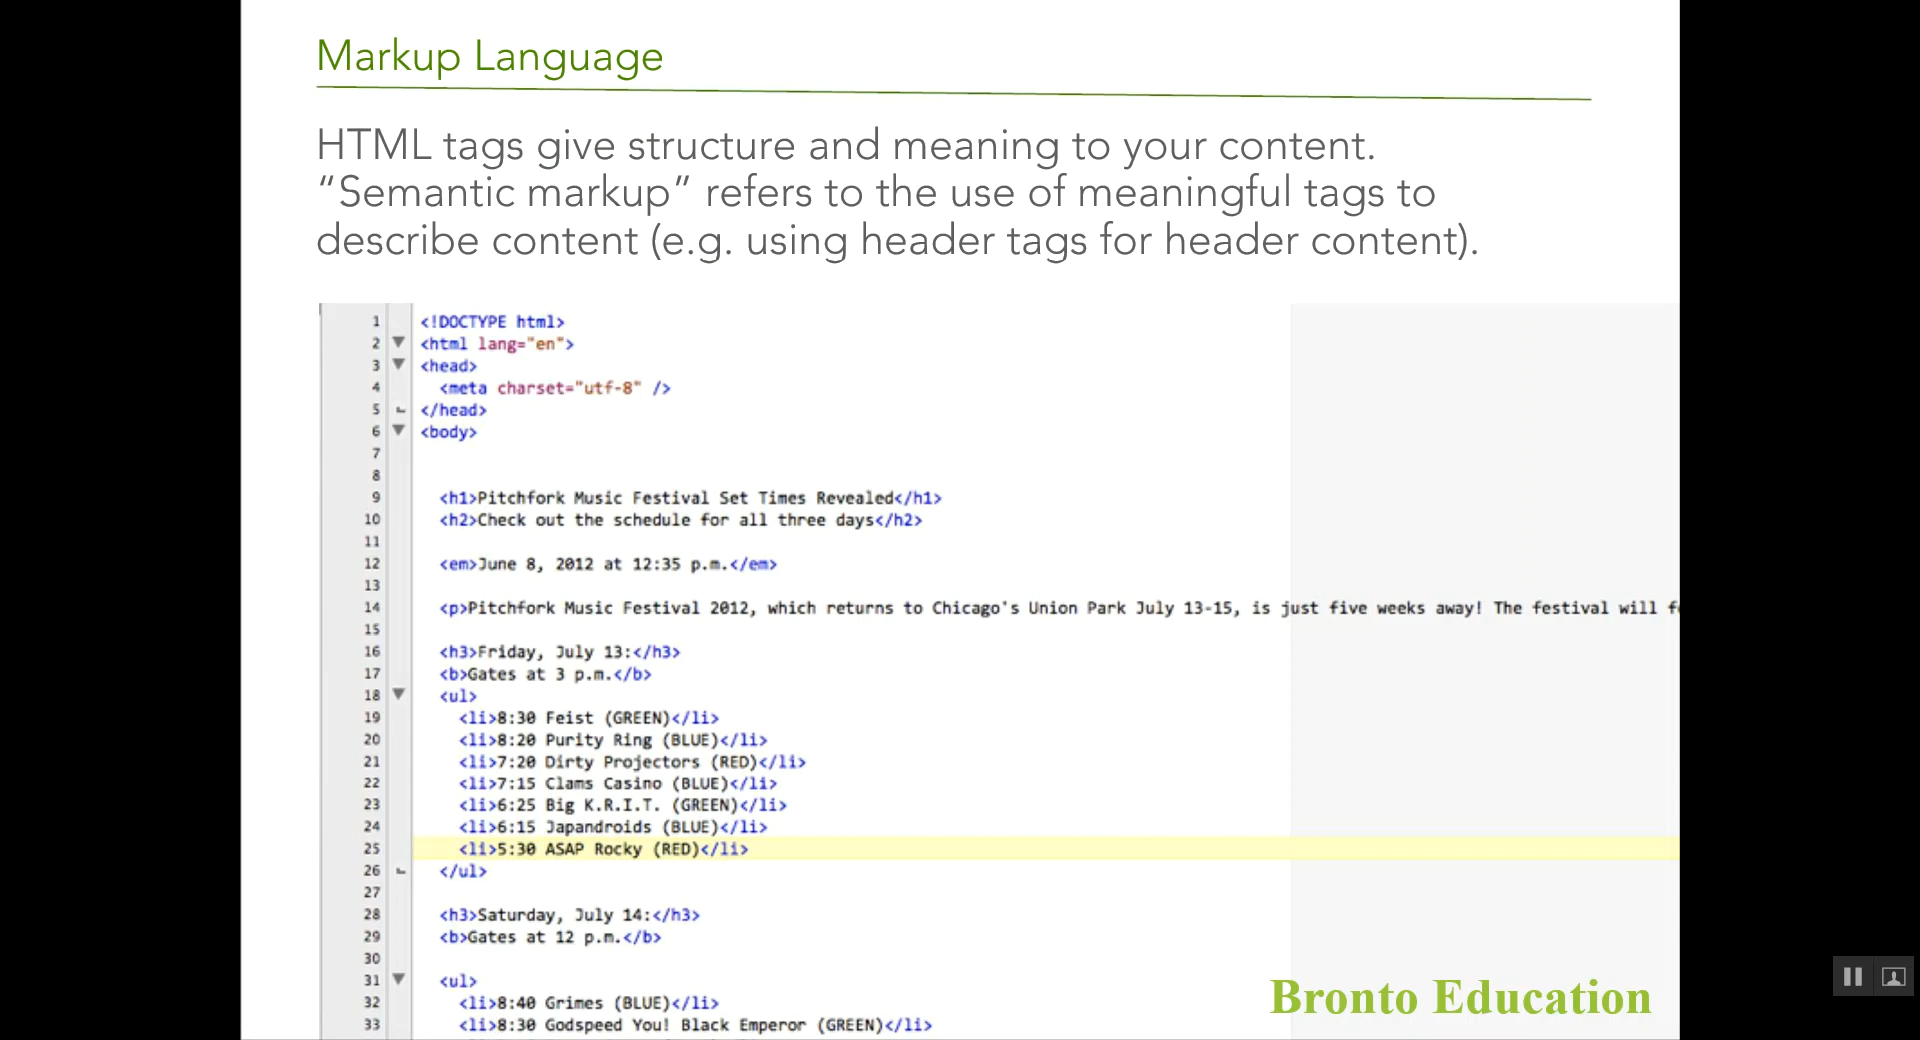 Markup Language
HTML tags give structure and meaning to your content.
“Semantic markup” refers to the use of meaningful tags to
describe content (e.g. using header tags for header content).
1 <!DOCTYPE html>
2 <html lang="en">
3 <head>
4 <meta charset="utf-8" />
5 </head>
6 <body>
7
8
9 <h1>Pitchfork Music Festival Set Times Revealed</h1>
10 <h2>Check out the schedule for all three days</h2>
11
12 <em>June 8, 2012 at 12:35 p.m.</em>
13
14 <p>Pitchfork Music Festival 2012, which returns to Chicago's Union Park July 13-15, is just five weeks away! The festival will
15
16 <h3>Friday, July 13:</h3>
17 <b>Gates at 3 p.m.</b>
18 <ul>
19 <li>8:30 Feist (GREEN)</li>
20 <li>8:20 Purity Ring (BLUE)</li>
21 <li>7:20 Dirty Projectors (RED)</li>
22 <li>7:15 Clams Casino (BLUE)</li>
23 <li>6:25 Big K.R.I.T. (GREEN)</li>
24 <li>6:15 Japandroids (BLUE)</li>
25 <li>5:30 ASAP Rocky (RED)</li>
26 </ul>
27
28 <h3>Saturday, July 14:</h3>
29 <b>Gates at 12 p.m.</b>
30
31 <ul>
32 <li>8:40 Grimes (BLUE)</li>
33 <li>8:30 Godspeed You! Black Emperor (GREEN)</li>
Bronto Education